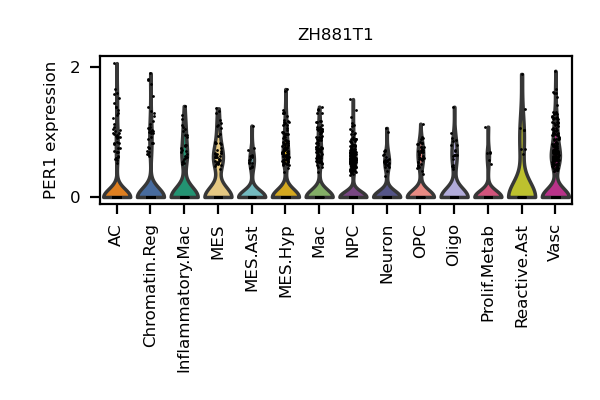 ZH881T1
PER1 expression
2
0
AC
Chromatin.Reg
Inflammatory.Mac
MES
MES.Ast
MES.Hyp
Mac
NPC
Neuron
OPC
Oligo
Prolif.Metab
Reactive.Ast
Vasc